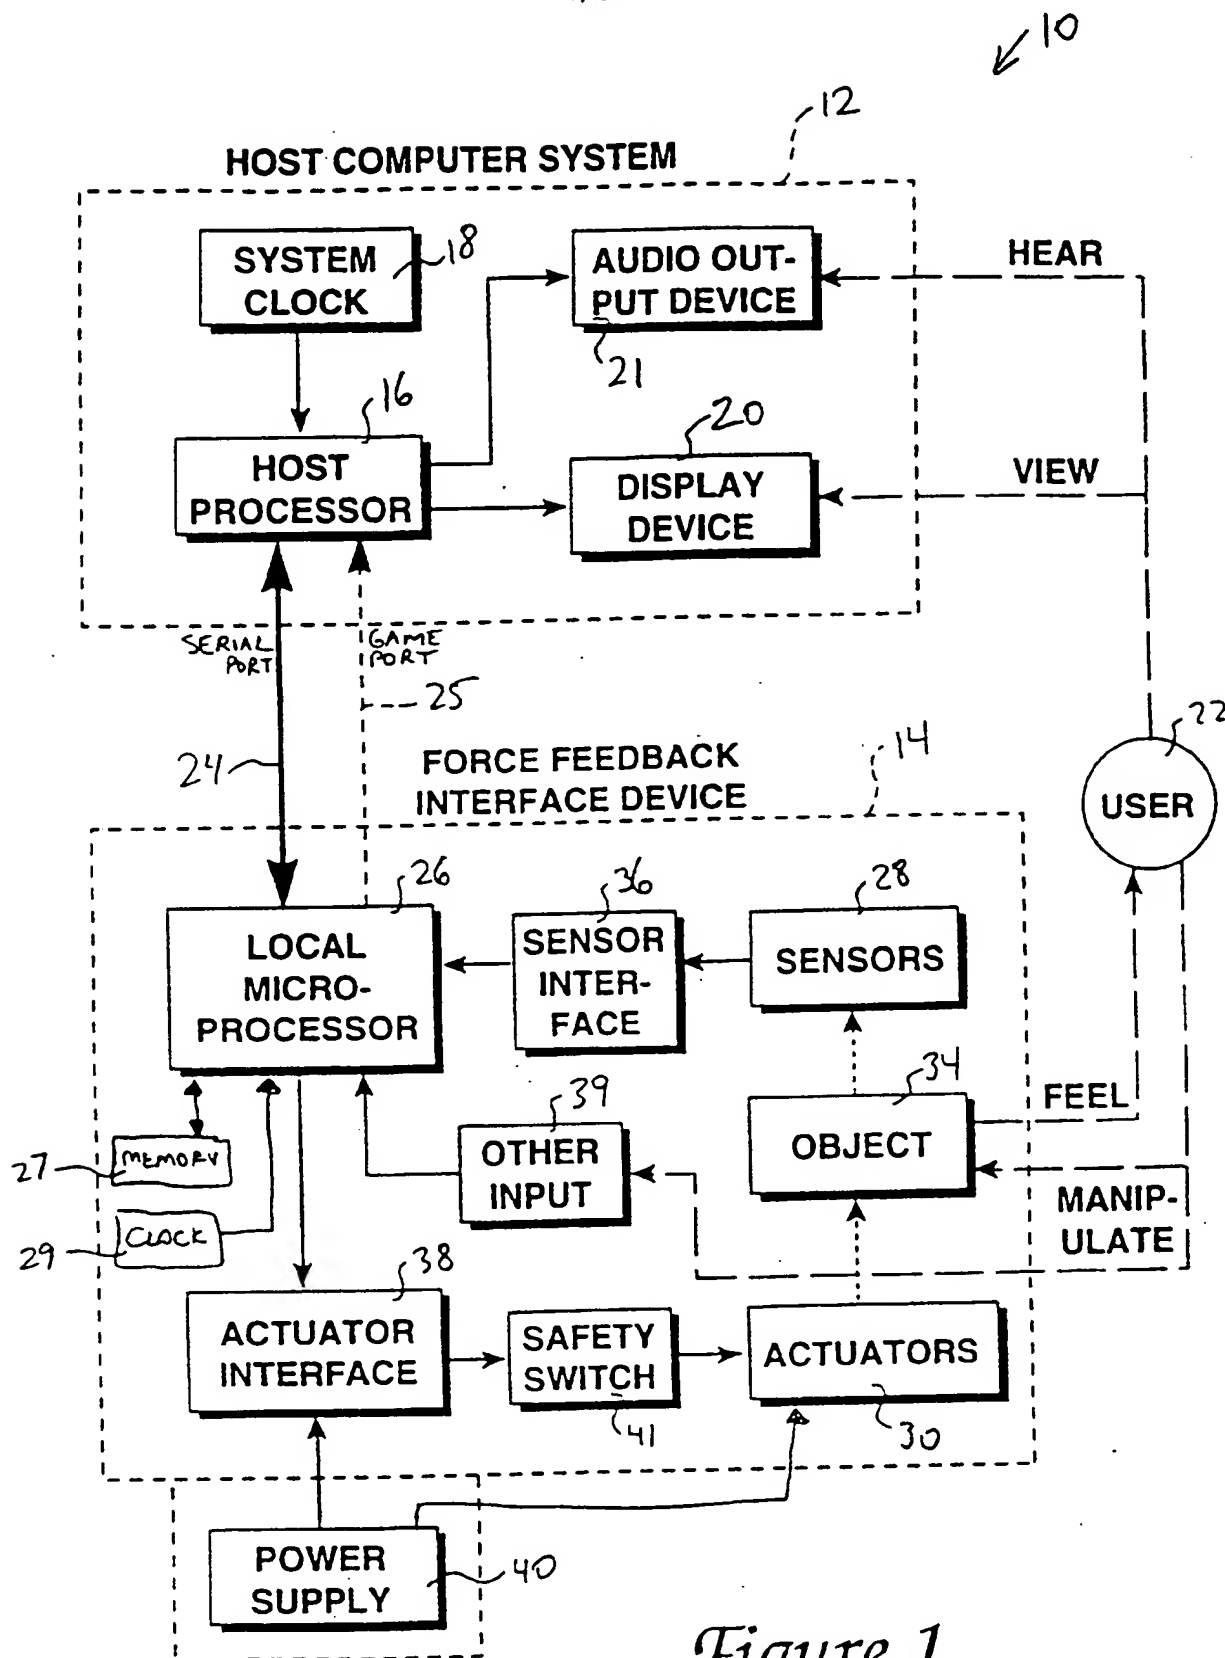 10
12
HOST COMPUTER SYSTEM
SYSTEM
CLOCK
18
AUDIO OUT-
PUT DEVICE
21
HEAR
16
HOST
PROCESSOR
20
DISPLAY
DEVICE
VIEW
SERIAL
PORT
GAME
PORT
25
24
FORCE FEEDBACK
INTERFACE DEVICE
14
22
USER
26
LOCAL
MICRO-
PROCESSOR
36
SENSOR
INTER-
FACE
28
SENSORS
34
OBJECT
FEEL
39
OTHER
INPUT
MANIP-
ULATE
27
MEMORY
29
CLOCK
38
ACTUATOR
INTERFACE
SAFETY
SWITCH
41
ACTUATORS
30
POWER
SUPPLY
40
Figure 1